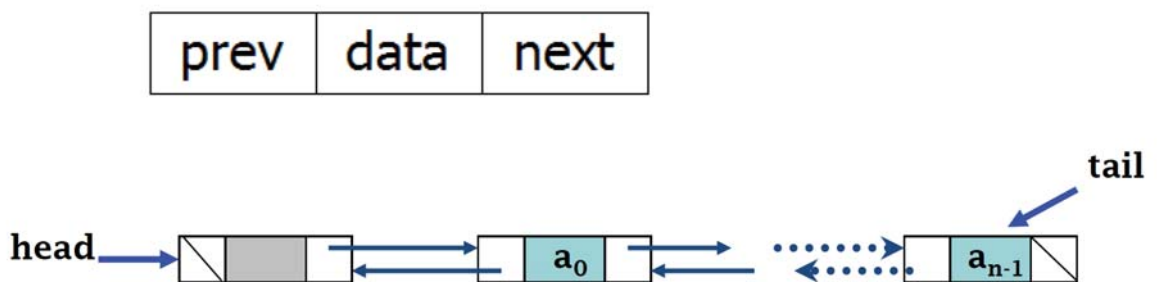 prev data next
tail
head
a₀ aₙ₋₁